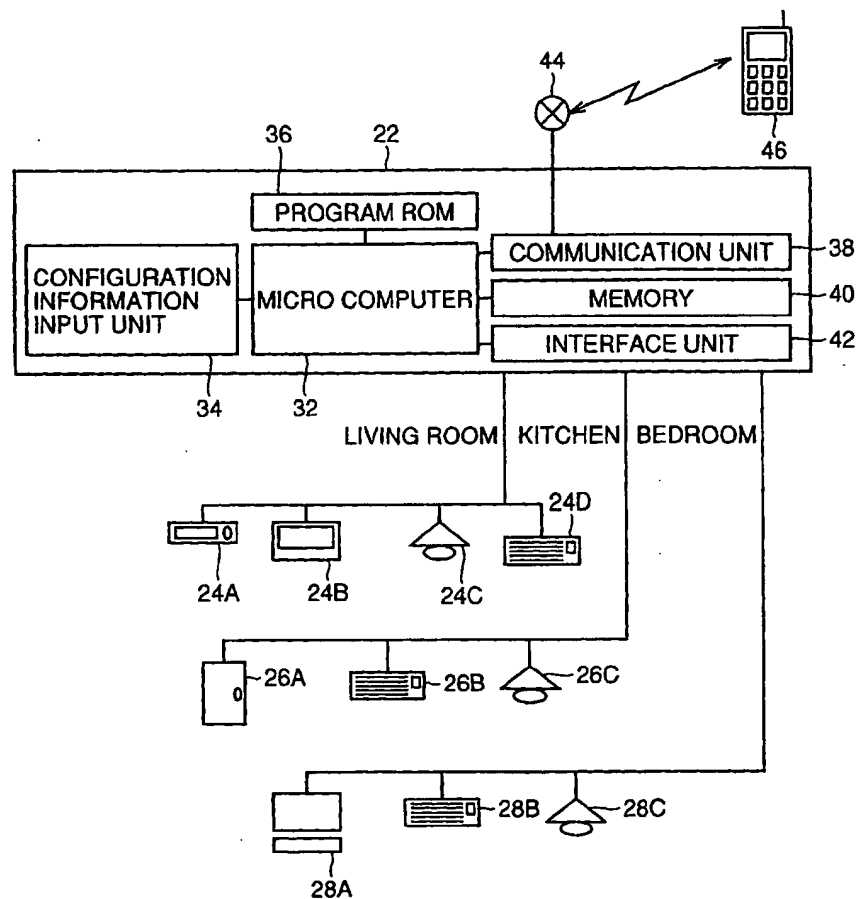 44
46
36
22
PROGRAM ROM
COMMUNICATION UNIT
38
CONFIGURATION
INFORMATION
INPUT UNIT
MICRO COMPUTER
MEMORY
40
INTERFACE UNIT
42
34
32
LIVING ROOM
KITCHEN
BEDROOM
24D
24A
24B
24C
26A
26B
26C
28B
28C
28A